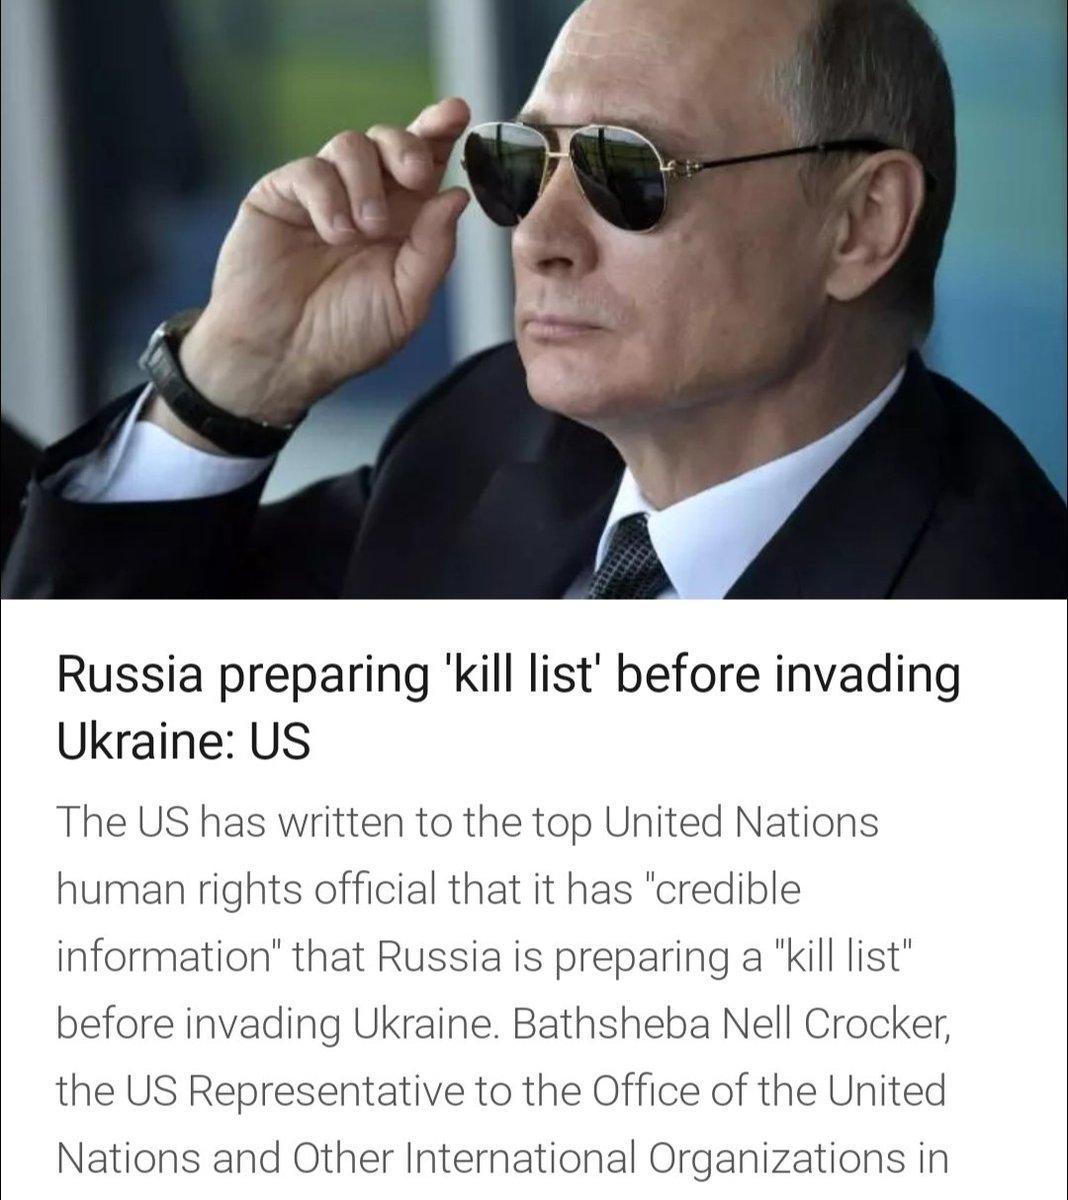 Russia preparing 'kill list' before invading
Ukraine: US
The US has written to the top United Nations
human rights official that it has "credible
information" that Russia is preparing a "kill list"
before invading Ukraine. Bathsheba Nell Crocker,
the US Representative to the Office of the United
Nations and Other International Organizations in